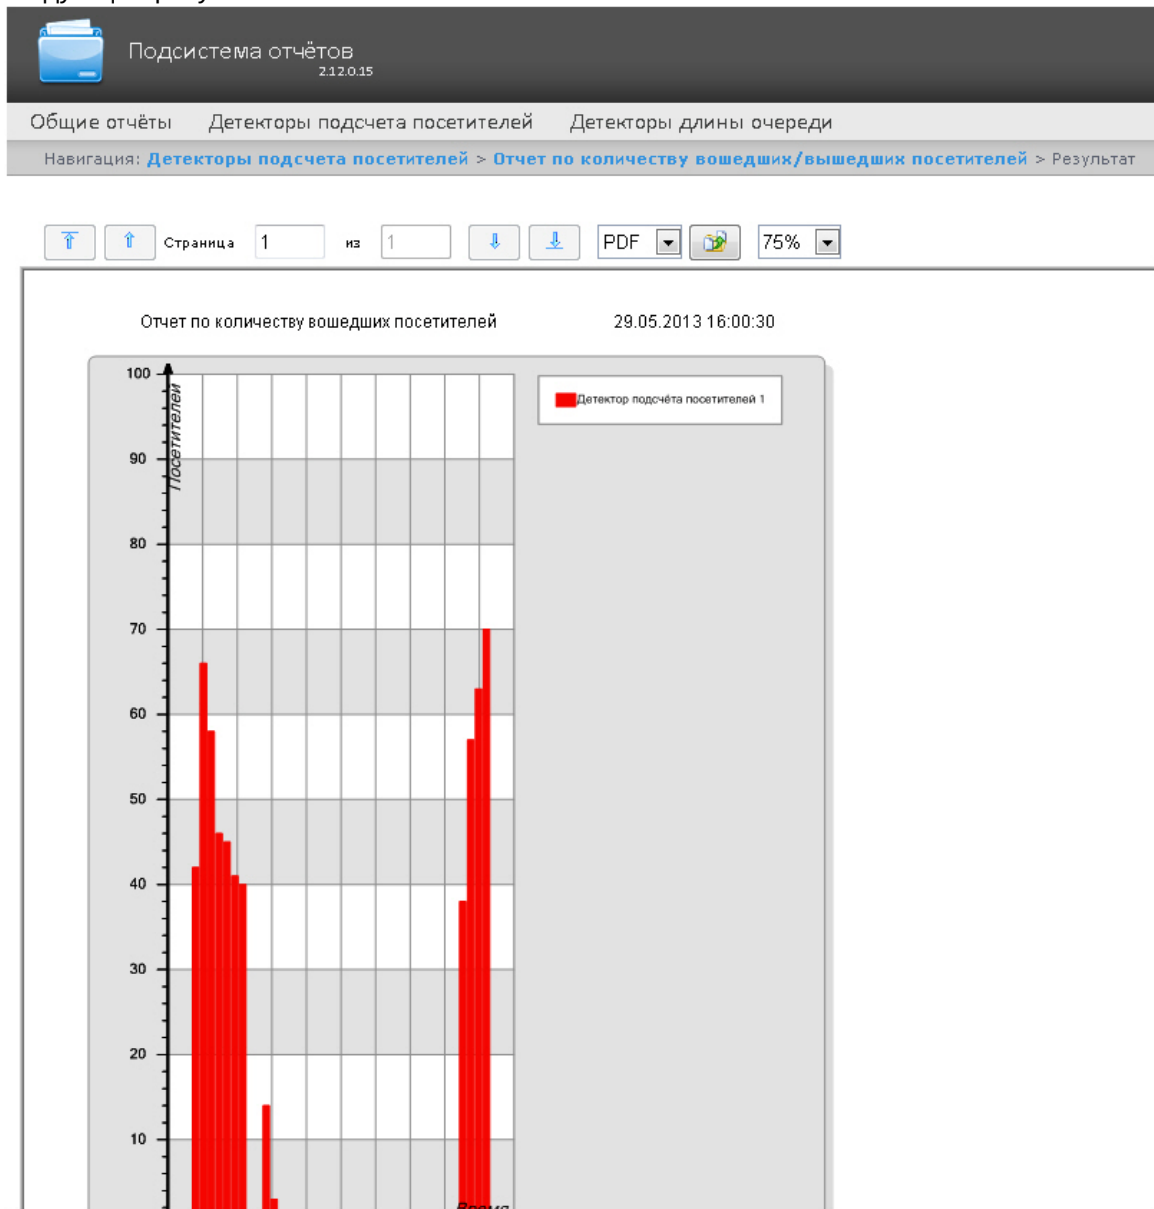 Подсистема отчётов
2.12.0.15
Общие отчёты Детекторы подсчета посетителей Детекторы длины очереди
Навигация: Детекторы подсчета посетителей > Отчет по количеству вошедших/вышедших посетителей > Результат
Страница 1 из 1 PDF 75%
Отчет по количеству вошедших посетителей 29.05.2013 16:00:30
100
Посетителей
Детектор подсчёта посетителей 1
90
80
70
60
50
40
30
20
10
Время